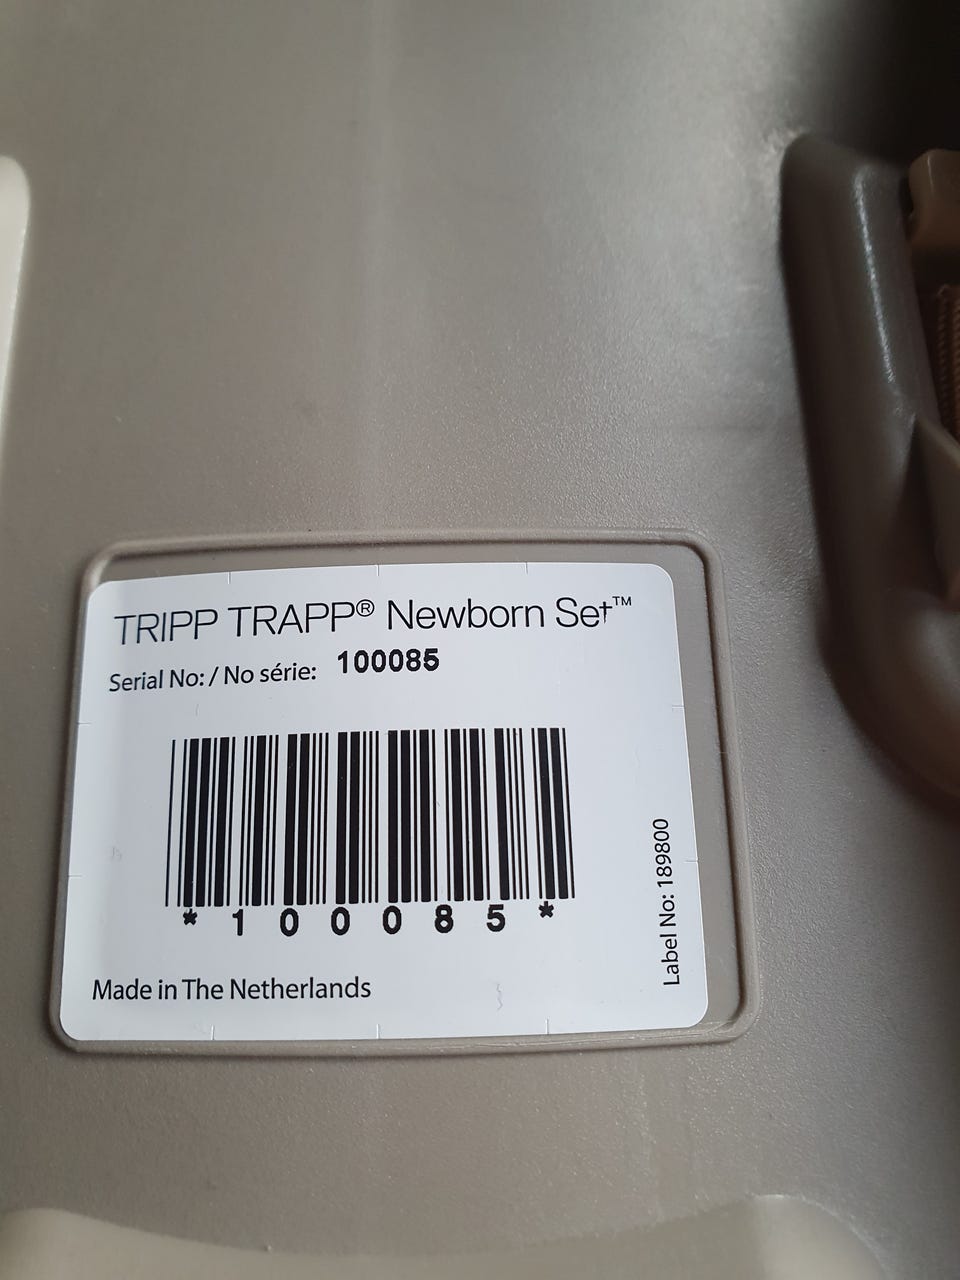 TRIPP TRAPP® Newborn Set™
Serial No: / No série: 100085
*100085*
Made in The Netherlands
Label No: 189800